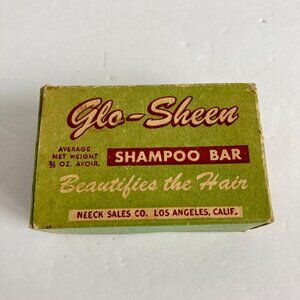 Glo-Sheen
AVERAGE
NET WEIGHT
¾ OZ. AVOIR.
SHAMPOO BAR
Beautifies the Hair
NEECK SALES CO. LOS ANGELES, CALIF.